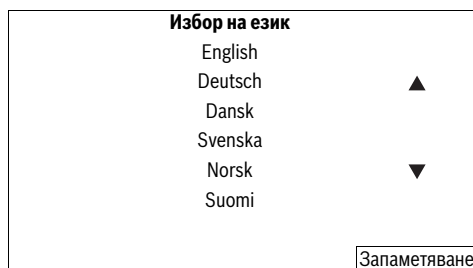 Избор на език
English
Deutsch
Dansk
Svenska
Norsk
Suomi
Запаметяване